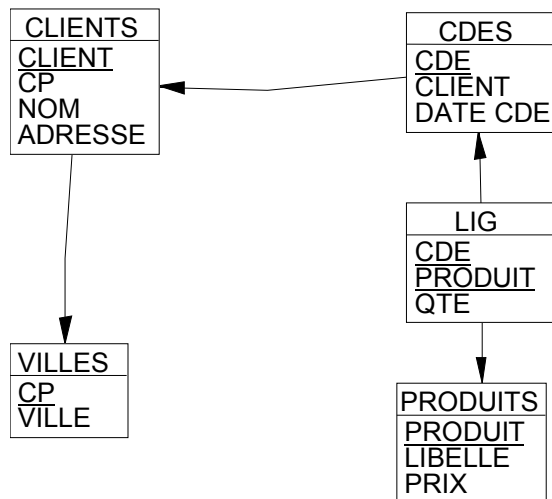 CLIENTS
CLIENT
CP
NOM
ADRESSE
CDES
CDE
CLIENT
DATE CDE
LIG
CDE
PRODUIT
QTE
VILLES
CP
VILLE
PRODUITS
PRODUIT
LIBELLE
PRIX